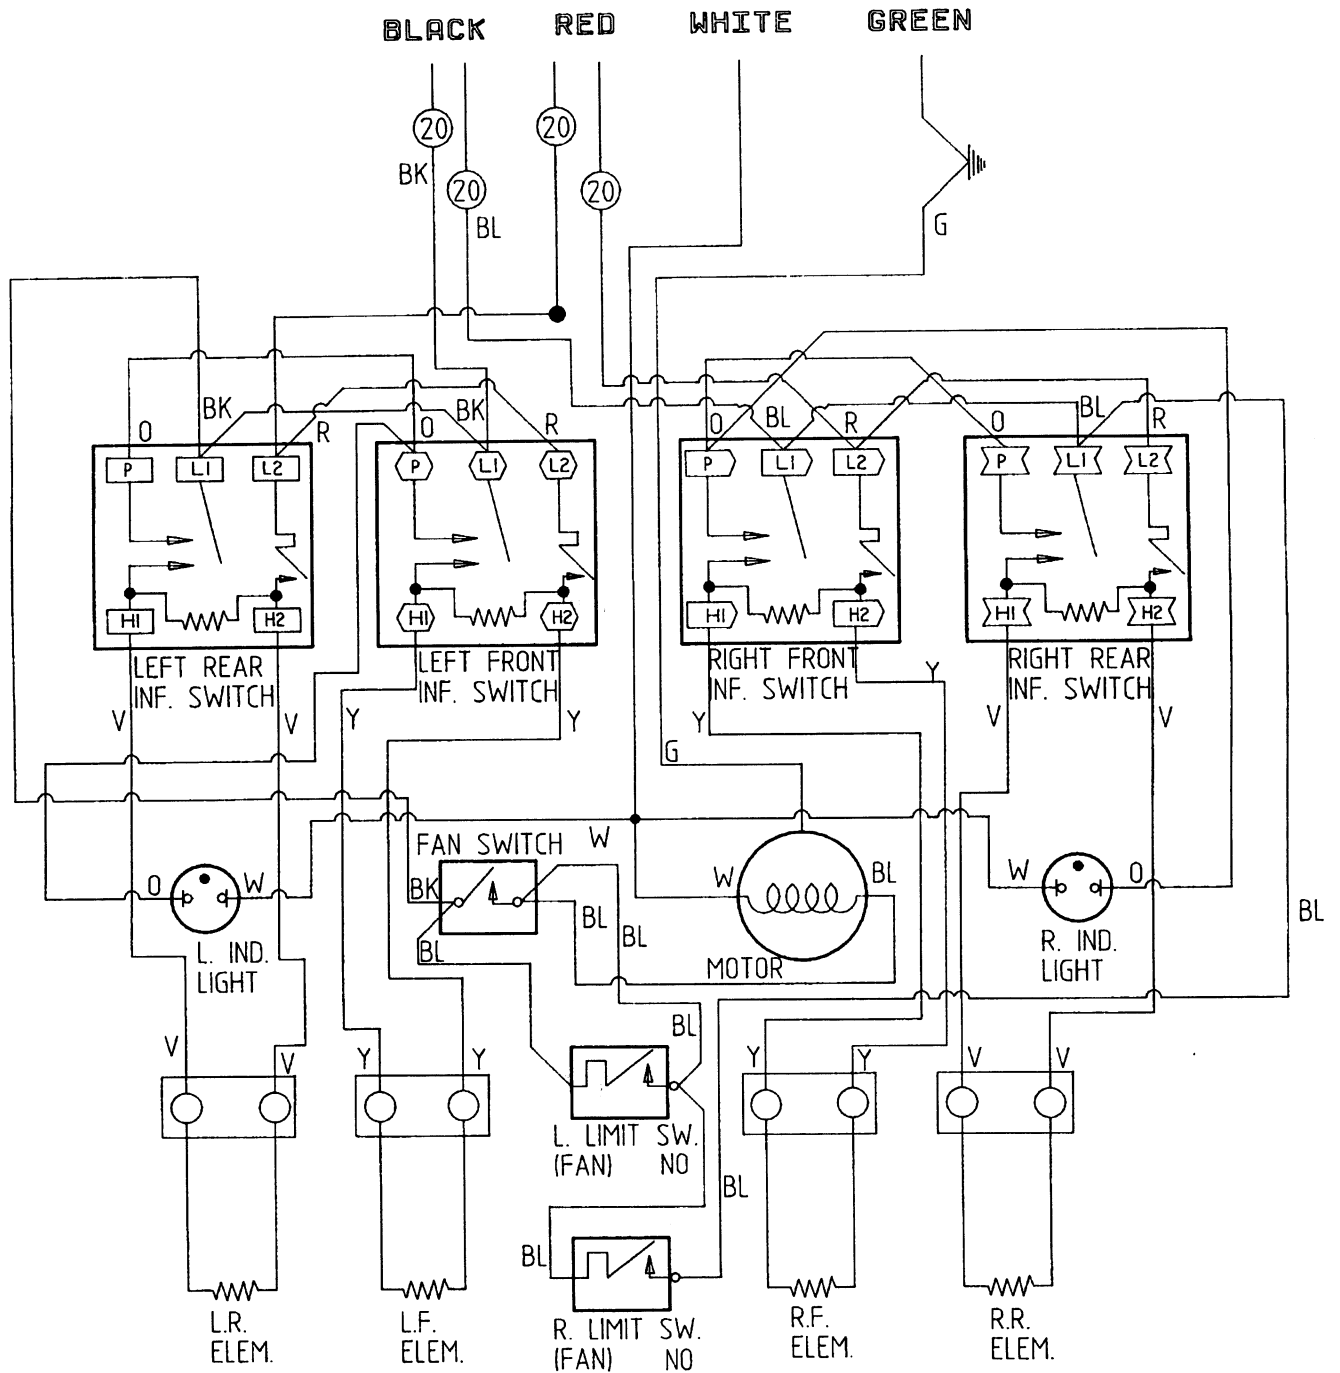 BLACK RED WHITE GREEN
20 20
BK 20 20
BL G
O BK R O BK R O BL R O BL R
P L1 L2 P L1 L2 P L1 L2 P L1 L2
H1 H2 H1 H2 H1 H2 H1 H2
LEFT REAR
INF. SWITCH
LEFT FRONT
INF. SWITCH
RIGHT FRONT
INF. SWITCH
RIGHT REAR
INF. SWITCH
Y
V V Y Y Y V V
G
FAN SWITCH W
O W BK W BL W O
BL BL BL BL
L. IND.
LIGHT
MOTOR
R. IND.
LIGHT
BL
V V Y Y Y Y V V
L. LIMIT SW.
(FAN) NO
BL
BL
R. LIMIT SW.
(FAN) NO
L.R.
ELEM.
L.F.
ELEM.
R.F.
ELEM.
R.R.
ELEM.